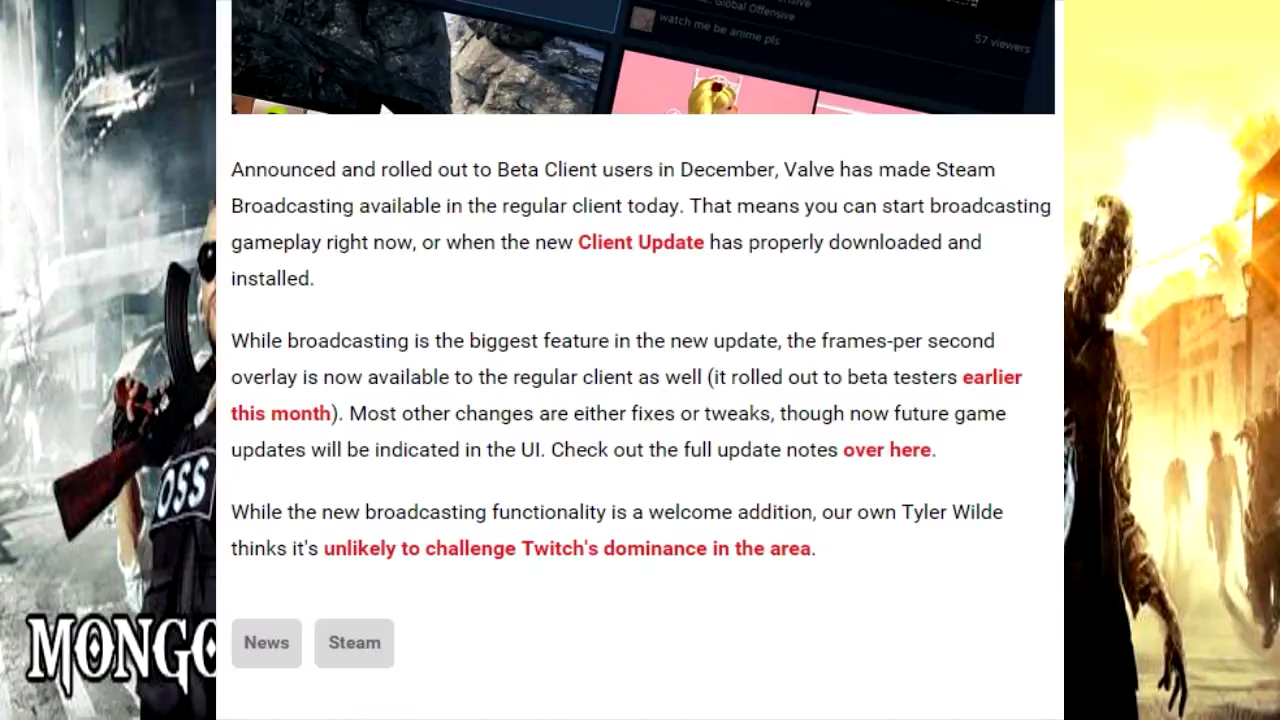 Global Offensive
watch me be anime pls
57 viewers
Announced and rolled out to Beta Client users in December, Valve has made Steam
Broadcasting available in the regular client today. That means you can start broadcasting
gameplay right now, or when the new Client Update has properly downloaded and
installed.
While broadcasting is the biggest feature in the new update, the frames-per second
overlay is now available to the regular client as well (it rolled out to beta testers earlier
this month). Most other changes are either fixes or tweaks, though now future game
updates will be indicated in the UI. Check out the full update notes over here.
While the new broadcasting functionality is a welcome addition, our own Tyler Wilde
thinks it's unlikely to challenge Twitch's dominance in the area.
OSS
MONGO
News
Steam